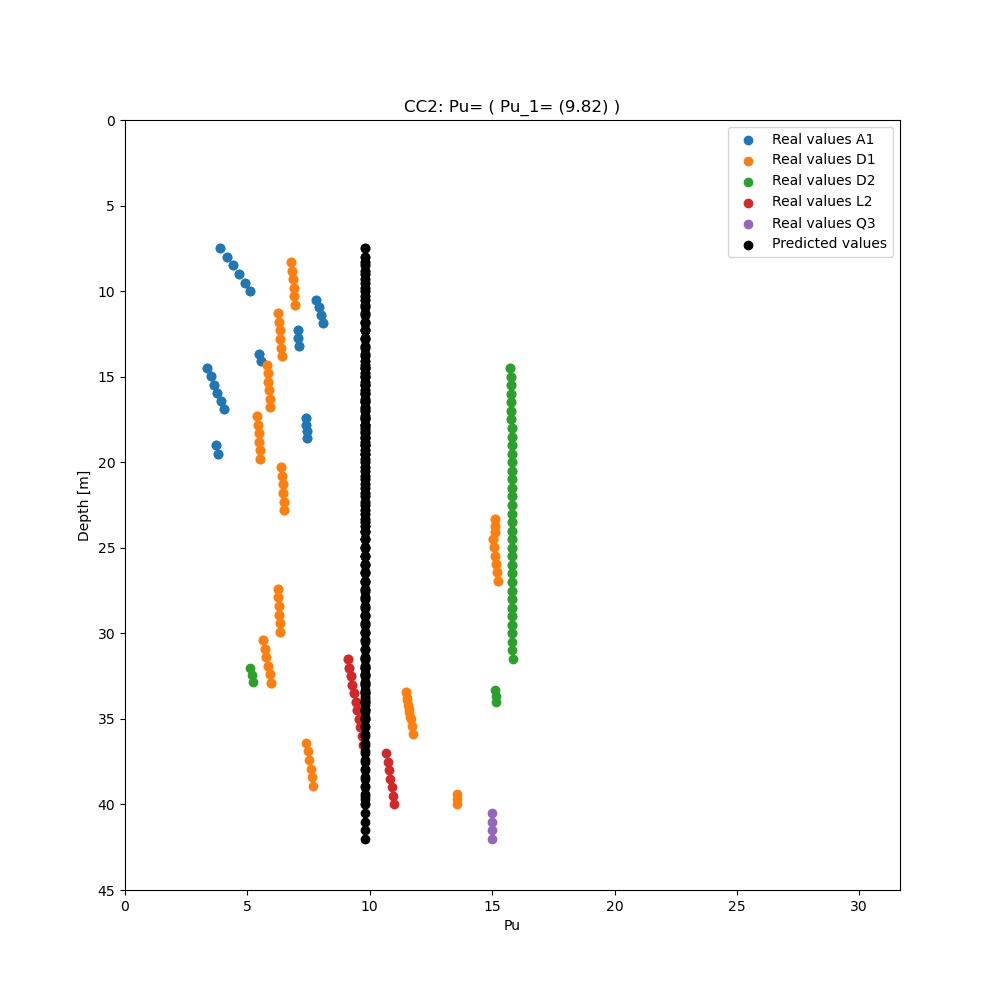 CC2: Pu= ( Pu_1= (9.82) )
Real values A1
Real values D1
Real values D2
Real values L2
Real values Q3
Predicted values
0
5
10
15
20
25
30
35
40
45
Depth [m]
0 5 10 15 20 25 30
Pu